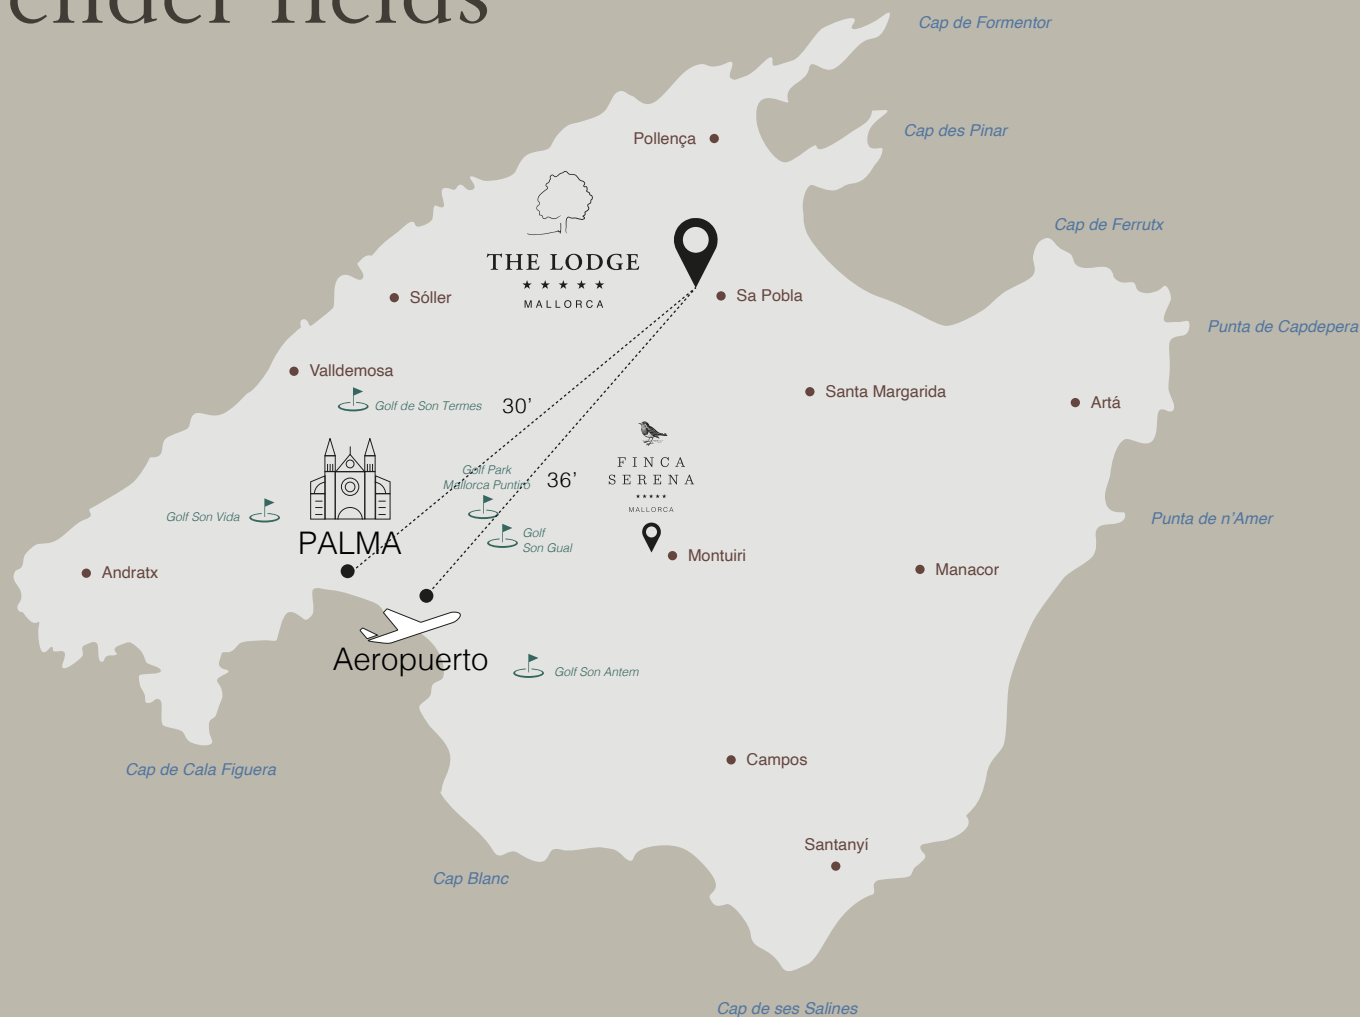 ender fields
Cap de Formentor
Cap des Pinar
Pollença
Cap de Ferrutx
THE LODGE
★ ★ ★ ★ ★
MALLORCA
Sóller
Sa Pobla
Punta de Capdepera
Valldemosa
Golf de Son Termes
30’
Santa Margarida
Artá
Golf Park
Mallorca Puntiró
36’
FINCA
SERENA
★★★★★
MALLORCA
Golf Son Vida
Punta de n’Amer
PALMA
Golf
Son Gual
Montuiri
Andratx
Manacor
Aeropuerto
Golf Son Antem
Cap de Cala Figuera
Campos
Santanyí
Cap Blanc
Cap de ses Salines